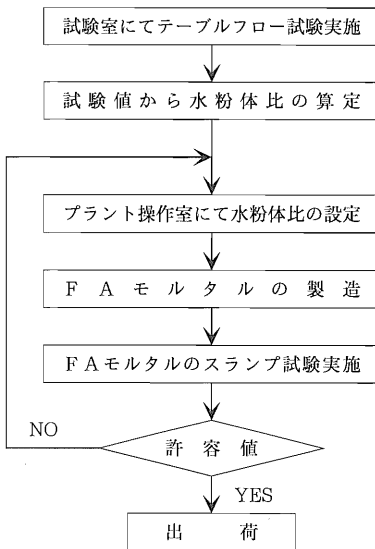 試験室にてテーブルフロー試験実施
試験値から水粉体比の算定
プラント操作室にて水粉体比の設定
ＦＡモルタルの製造
ＦＡモルタルのスランプ試験実施
許容値
NO
YES
出荷